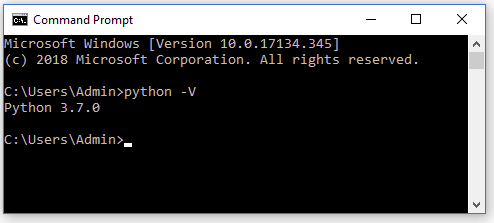 Command Prompt
Microsoft Windows [Version 10.0.17134.345]
(c) 2018 Microsoft Corporation. All rights reserved.
C:\Users\Admin>python -V
Python 3.7.0
C:\Users\Admin>